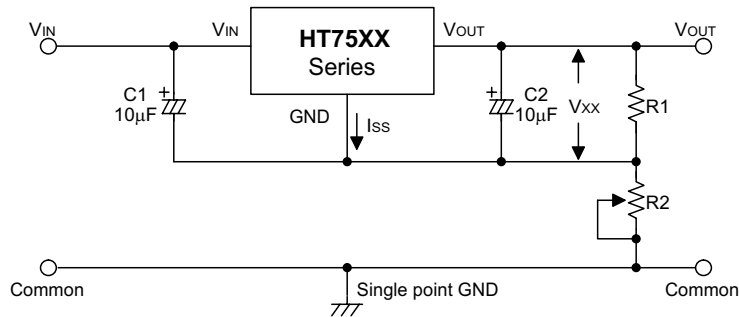 VIN
VIN
HT75XX
Series
VOUT
VOUT
C1
10μF
+
GND
ISS
+
C2
10μF
VXX
R1
R2
Common
Single point GND
Common